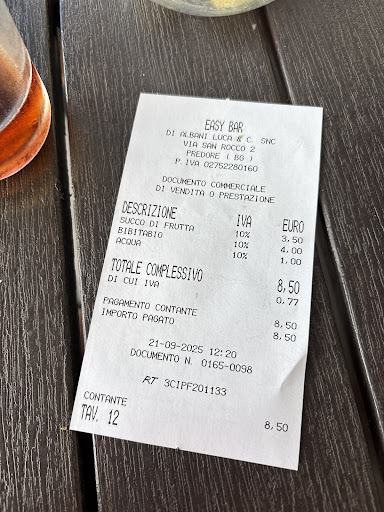 EASY BAR
DI ALBANI LUCA & C. SNC
VIA SAN ROCCO 2
PREDORE ( BG )
P.IVA 02752280160
DOCUMENTO COMMERCIALE
DI VENDITA O PRESTAZIONE
DESCRIZIONE IVA EURO
SUCCO DI FRUTTA 10% 3,50
BIBITABIO 10% 4,00
ACQUA 10% 1,00
TOTALE COMPLESSIVO 8,50
DI CUI IVA 0,77
PAGAMENTO CONTANTE 8,50
IMPORTO PAGATO 8,50
21-09-2025 12:20
DOCUMENTO N. 0165-0098
RT 3CIPF201133
CONTANTE 8,50
TAV. 12